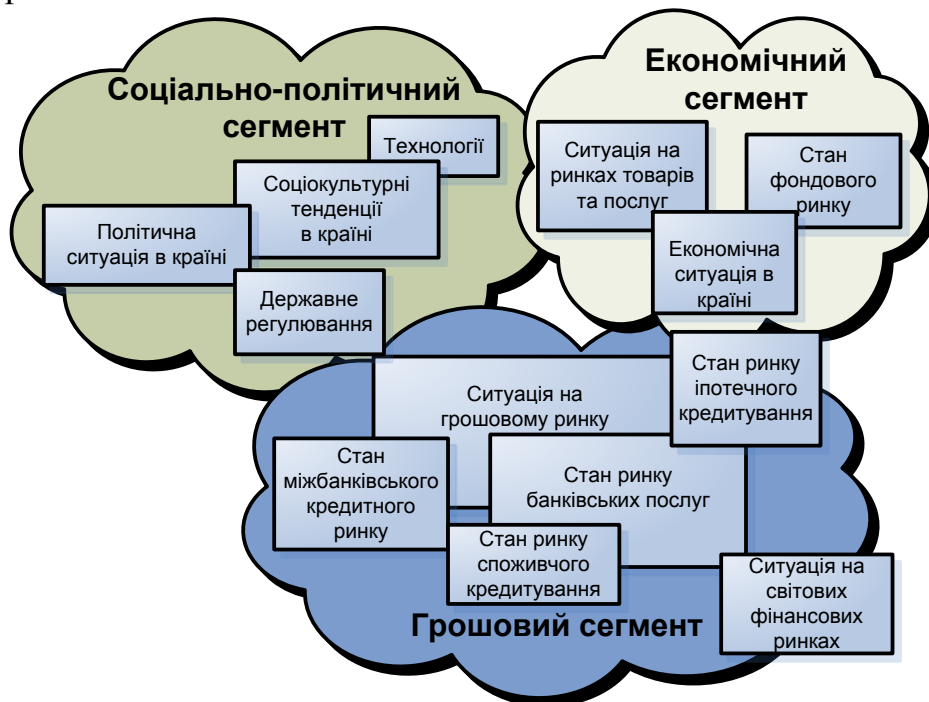 Соціально-політичний
сегмент
Технології
Соціокультурні
тенденції
в країні
Політична
ситуація в країні
Державне
регулювання
Економічний
сегмент
Ситуація на
ринках товарів
та послуг
Стан
фондового
ринку
Економічна
ситуація в
країні
Стан ринку
іпотечного
кредитування
Ситуація на
грошовому ринку
Стан
міжбанківського
кредитного
ринку
Стан ринку
банківських послуг
Стан ринку
споживчого
кредитування
Ситуація на
світових
фінансових
ринках
Грошовий сегмент